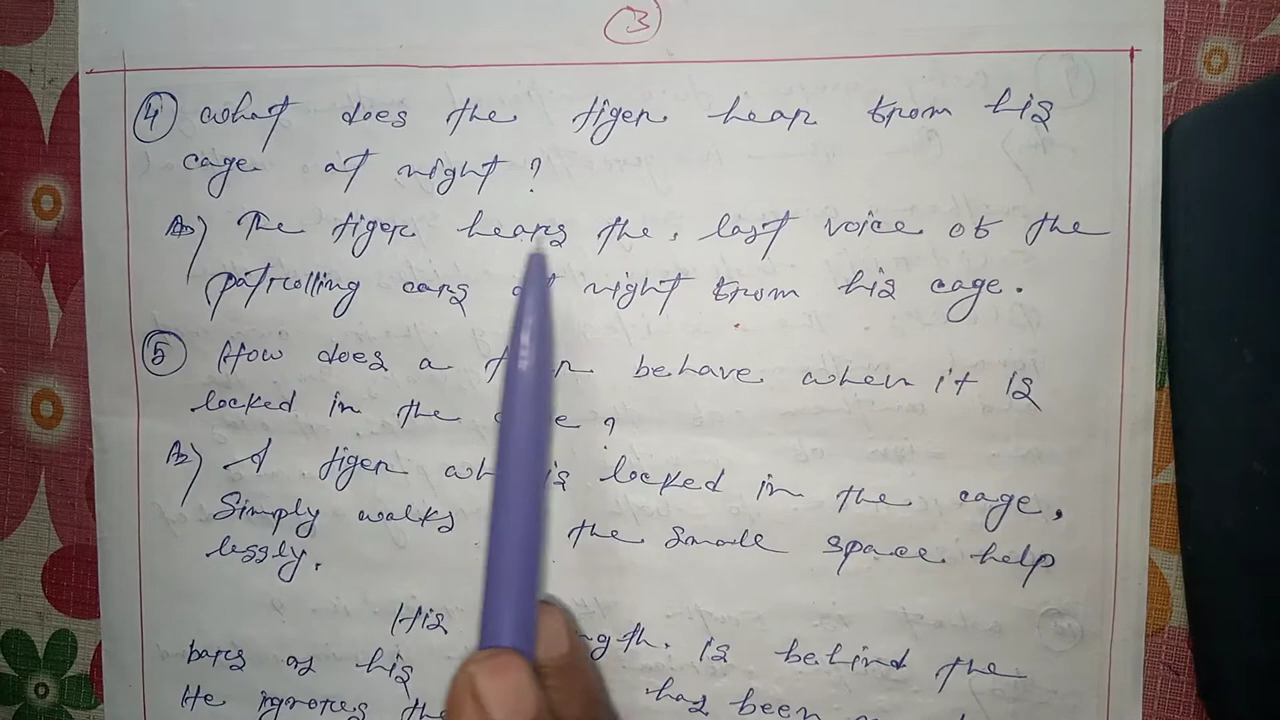 3
4 What does the tiger hear from his
cage at night ?
A) The tiger hears the, last voice of the
patrolling cars at night from his cage.
5 How does a behave when it is
locked in the ?
A) A tiger is locked in the cage,
Simply walks the small space help
lessly.
His is behind the
bars of his
He ignores the has been